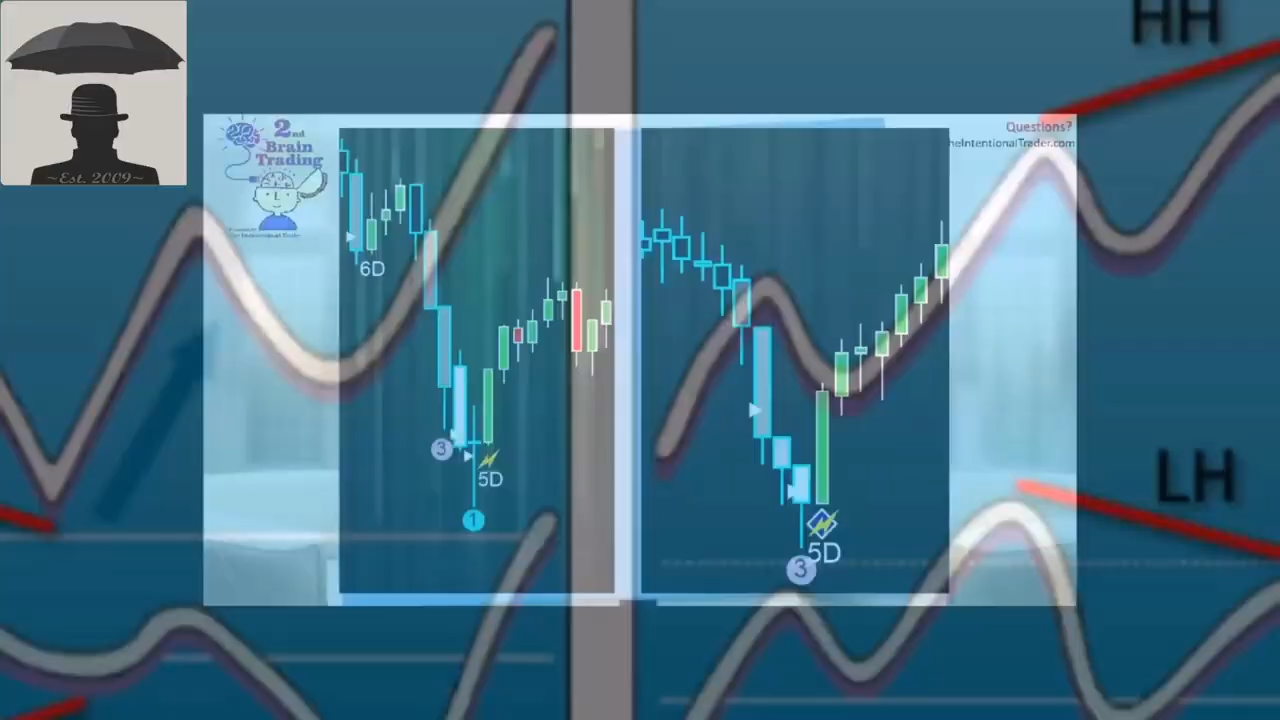 ~Est. 2009~
2nd
Brain
Trading
Questions?
heIntentionalTrader.com
HH
6D
3
5D
1
5D
3
LH